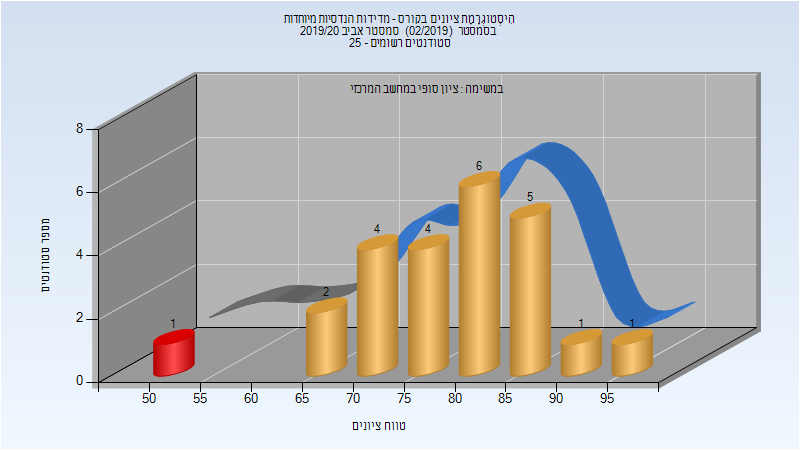 הִיסְטוֹגְרָמַת ציונים בקורס - מדידות הנדסיות מיוחדות
בסמסטר (02/2019) סמסטר אביב 2019/20
סטודנטים רשומים - 25
במשימה : ציון סופי במחשב המרכזי
מספר סטודנטים
8
6
4
2
0
1
2
4
4
6
5
1
1
50 55 60 65 70 75 80 85 90 95
טווח ציונים